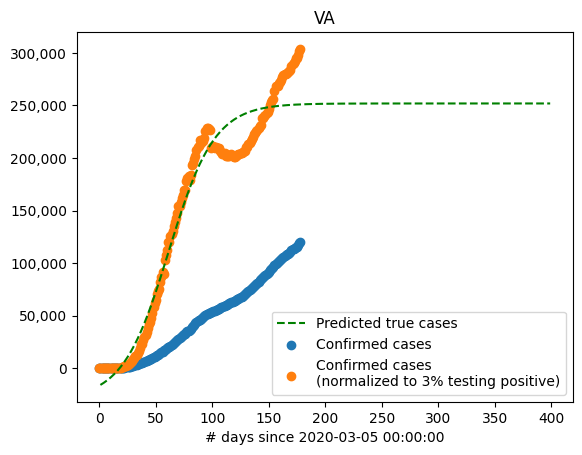 VA
300,000
250,000
200,000
150,000
100,000
50,000
0
0 50 100 150 200 250 300 350 400
# days since 2020-03-05 00:00:00
Predicted true cases
Confirmed cases
Confirmed cases
(normalized to 3% testing positive)